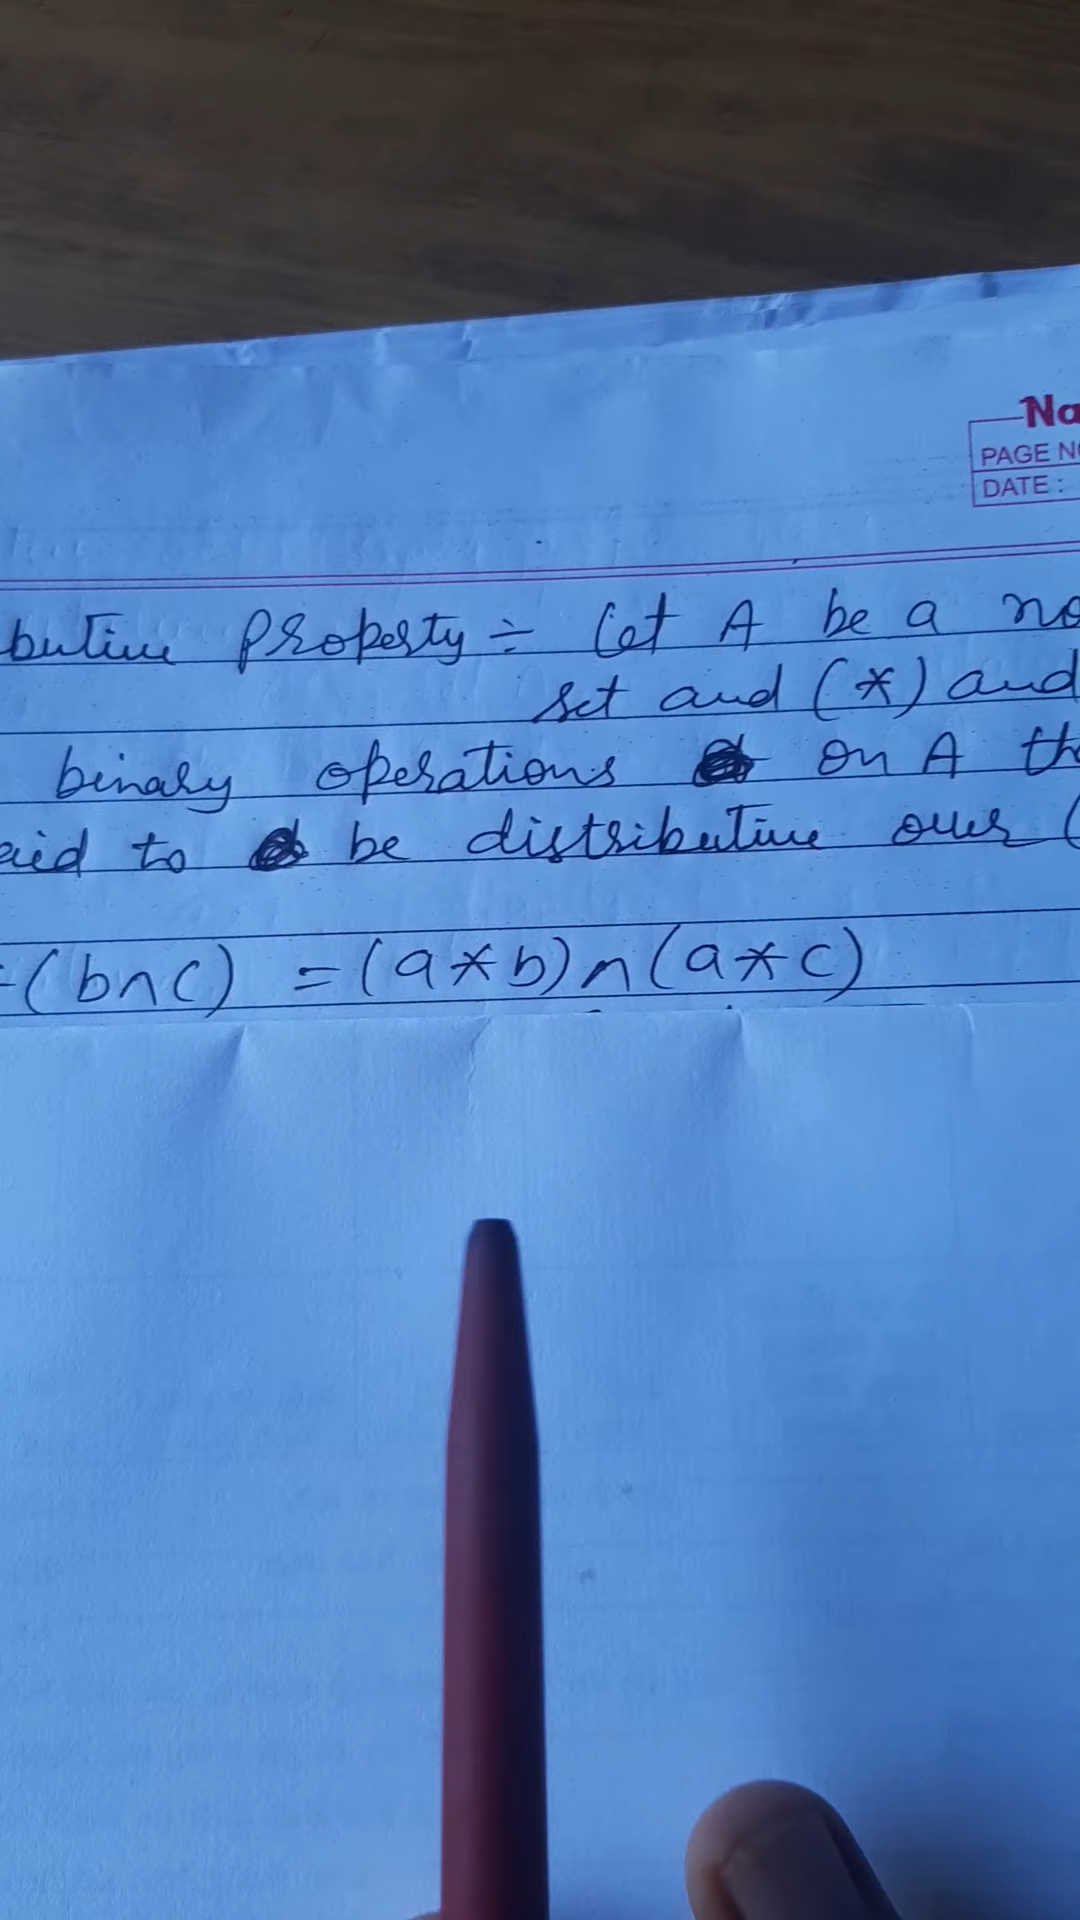 Na
PAGE NO
DATE :
butive Property ÷ Let A be a no
set and (*) and
binary operations on A th
aid to be distributive over (
(b∩c) = (a*b)∩(a*c)